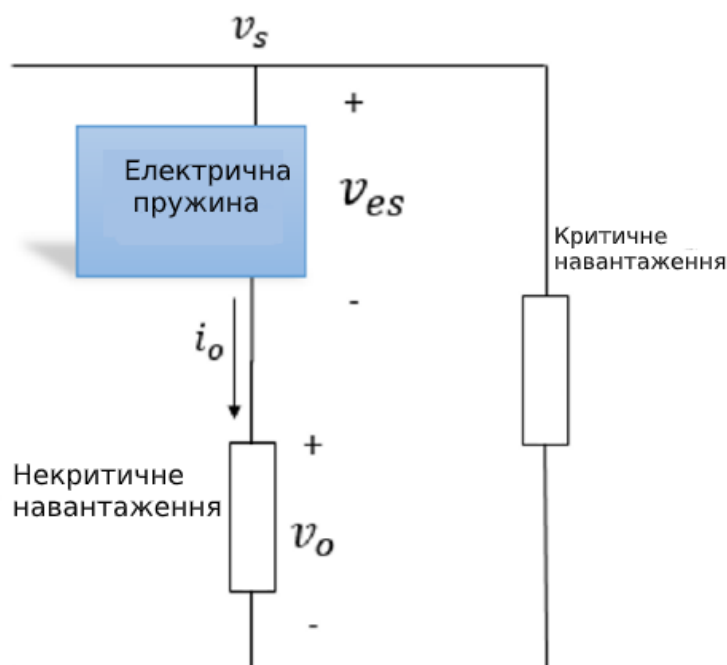 v_s
+
Електрична
пружина
v_es
Критичне
навантаження
-
i_o
+
Некритичне
навантаження
v_o
-